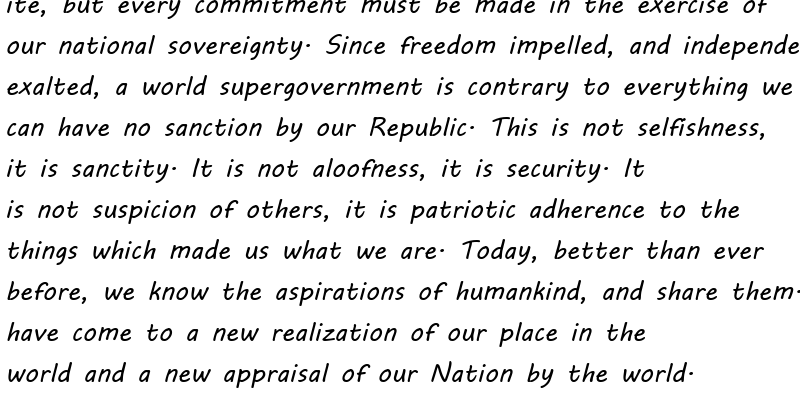 ite, but every commitment must be made in the exercise of
our national sovereignty. Since freedom impelled, and independe
exalted, a world supergovernment is contrary to everything we
can have no sanction by our Republic. This is not selfishness,
it is sanctity. It is not aloofness, it is security. It
is not suspicion of others, it is patriotic adherence to the
things which made us what we are. Today, better than ever
before, we know the aspirations of humankind, and share them.
have come to a new realization of our place in the
world and a new appraisal of our Nation by the world.